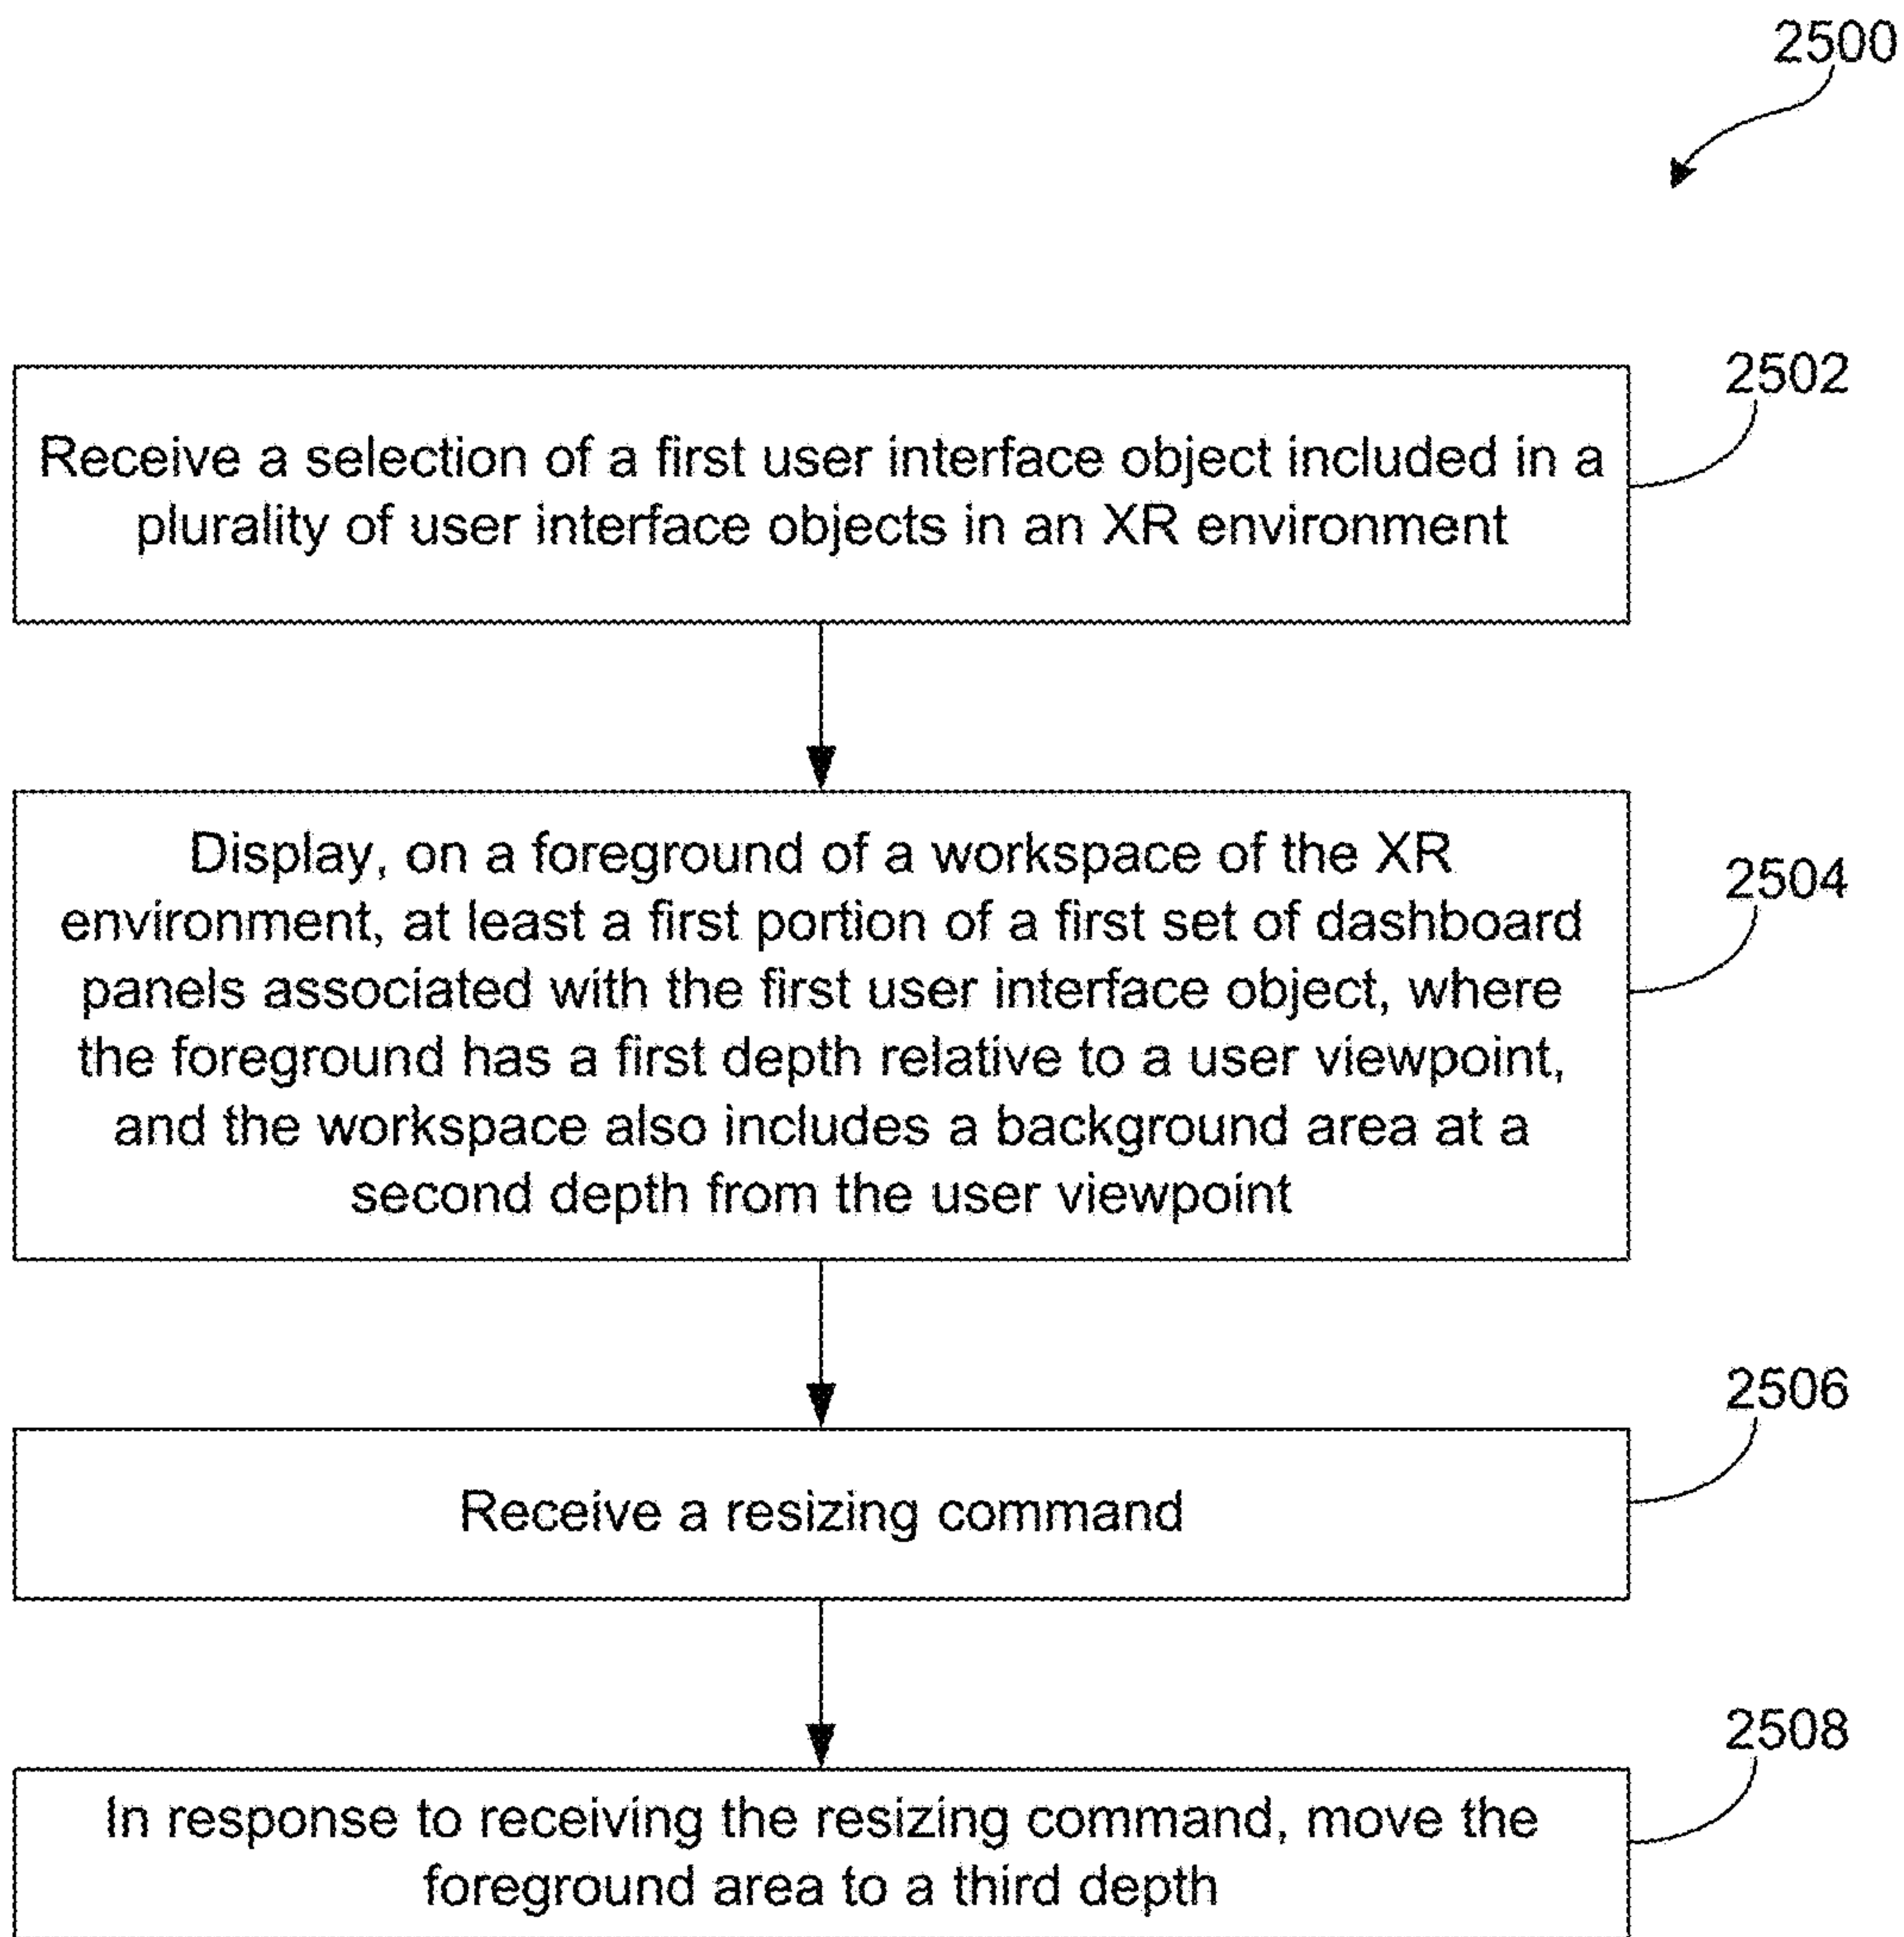 2500
2502
Receive a selection of a first user interface object included in a
plurality of user interface objects in an XR environment
2504
Display, on a foreground of a workspace of the XR
environment, at least a first portion of a first set of dashboard
panels associated with the first user interface object, where
the foreground has a first depth relative to a user viewpoint,
and the workspace also includes a background area at a
second depth from the user viewpoint
2506
Receive a resizing command
2508
In response to receiving the resizing command, move the
foreground area to a third depth